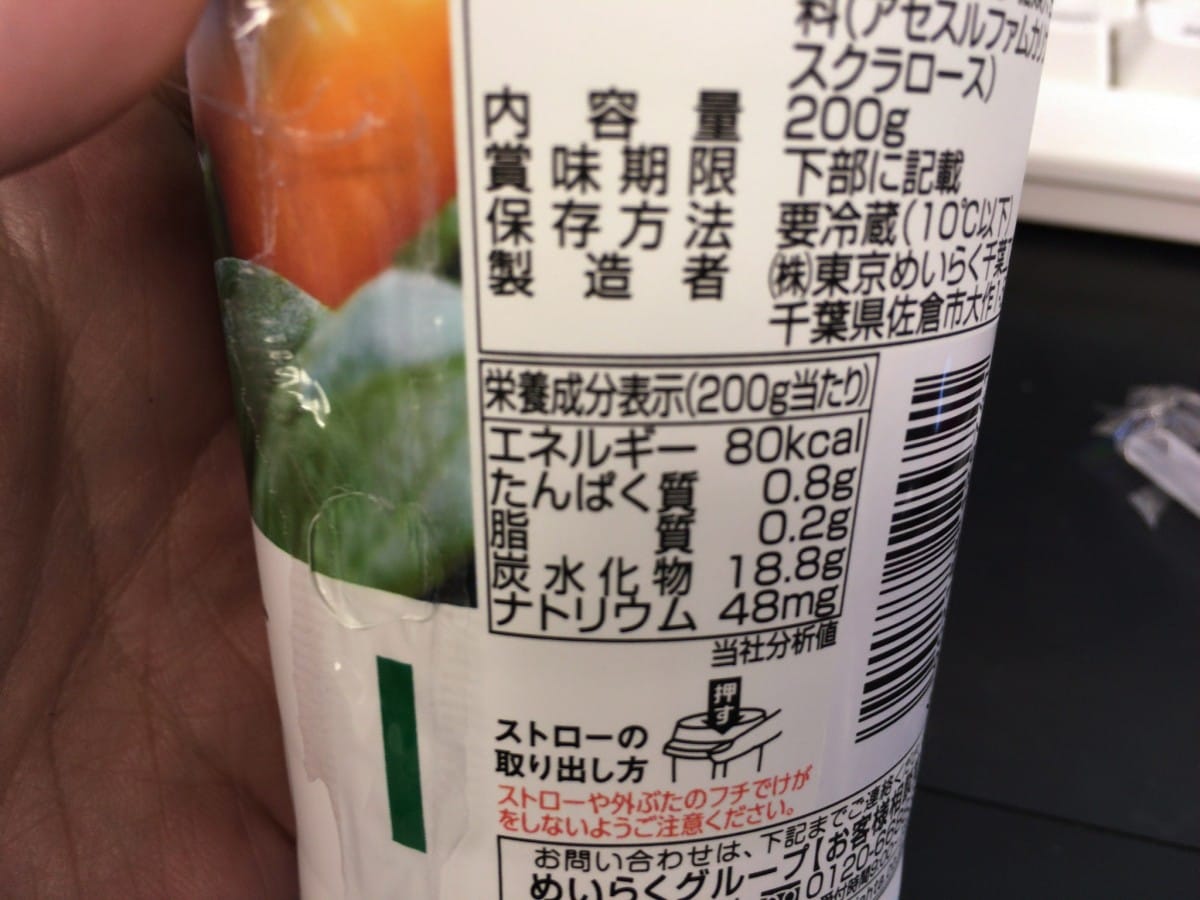 料(アセスルファム
スクラロース)
内容量 200g
賞味期限 下部に記載
保存方法 要冷蔵(10℃以下)
製造者 ㈱東京めいらく千葉
千葉県佐倉市大作
栄養成分表示(200g当たり)
エネルギー 80kcal
たんぱく質 0.8g
脂質 0.2g
炭水化物 18.8g
ナトリウム 48mg
当社分析値
押す
ストローの
取り出し方
ストローや外ぶたのフチでけが
をしないようご注意ください。
お問い合わせは、下記までご連絡く
めいらくグループ【お客様相談
0120-66
受付時間9:00